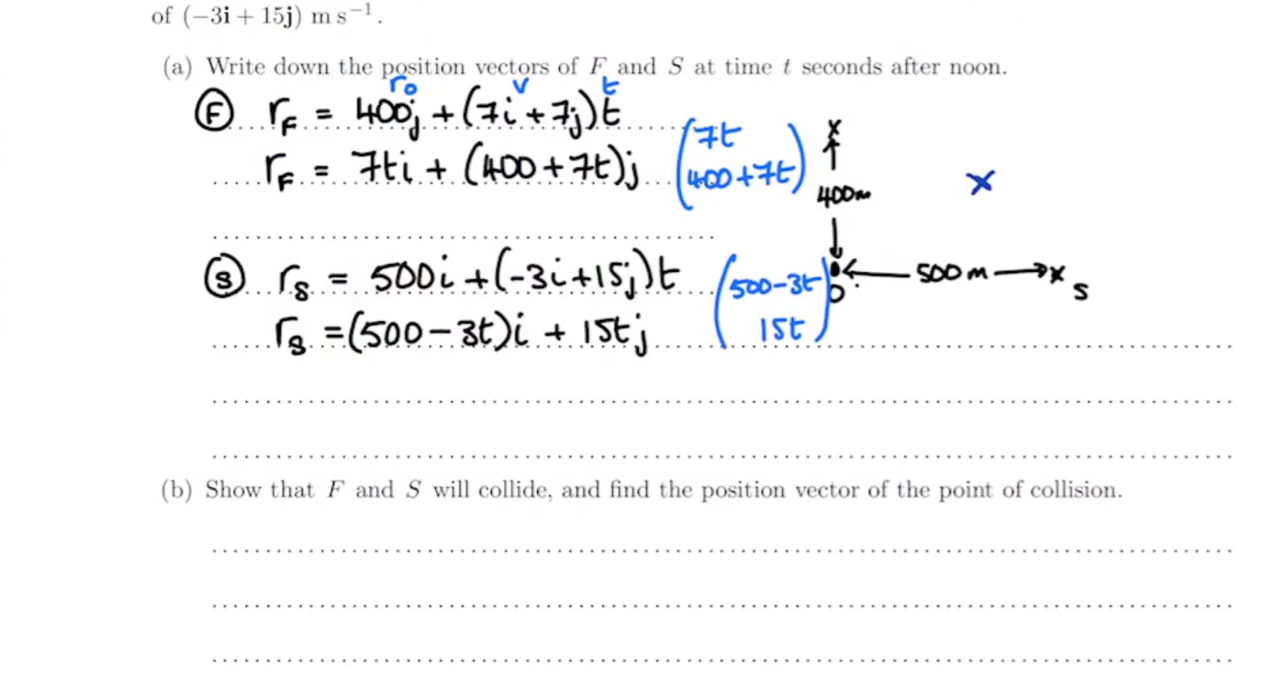 of (−3i + 15j) m s⁻¹.
(a) Write down the position vectors of F and S at time t seconds after noon.
r₀ v t
F r_F = 400j + (7i + 7j)t
r_F = 7ti + (400 + 7t)j (7t
400 + 7t)
x
400m
x
S r_S = 500i + (-3i + 15j)t (500 - 3t
15t)
O
500m x S
r_S = (500 - 3t)i + 15tj
(b) Show that F and S will collide, and find the position vector of the point of collision.